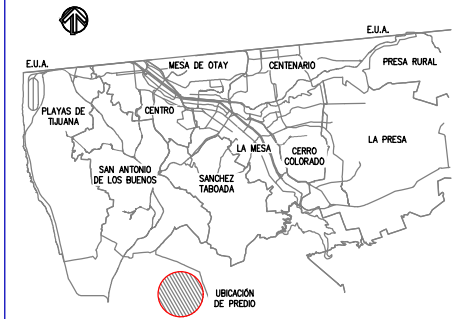 E.U.A.
E.U.A.
MESA DE OTAY
CENTENARIO
PRESA RURAL
PLAYAS DE
TIJUANA
CENTRO
LA MESA
CERRO
COLORADO
LA PRESA
SAN ANTONIO
DE LOS BUENOS
SANCHEZ
TABOADA
UBICACIÓN
DE PREDIO